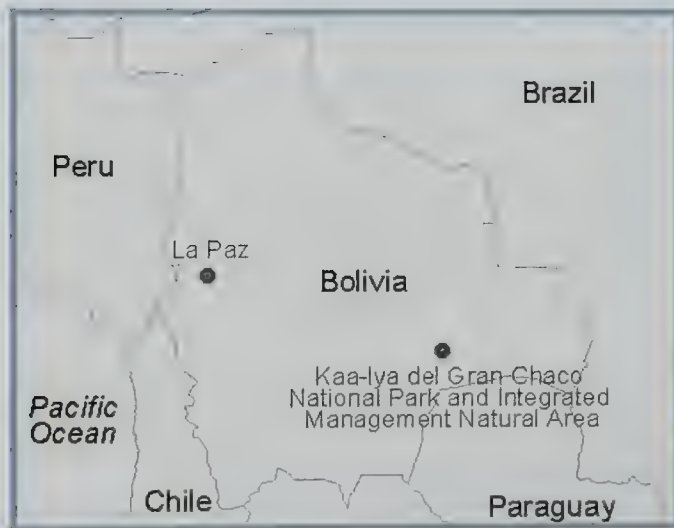 Brazil
Peru
La Paz
Bolivia
Kaa-Iya del Gran Chaco
National Park and Integrated
Management Natural Area
Pacific
Ocean
Chile
Paraguay